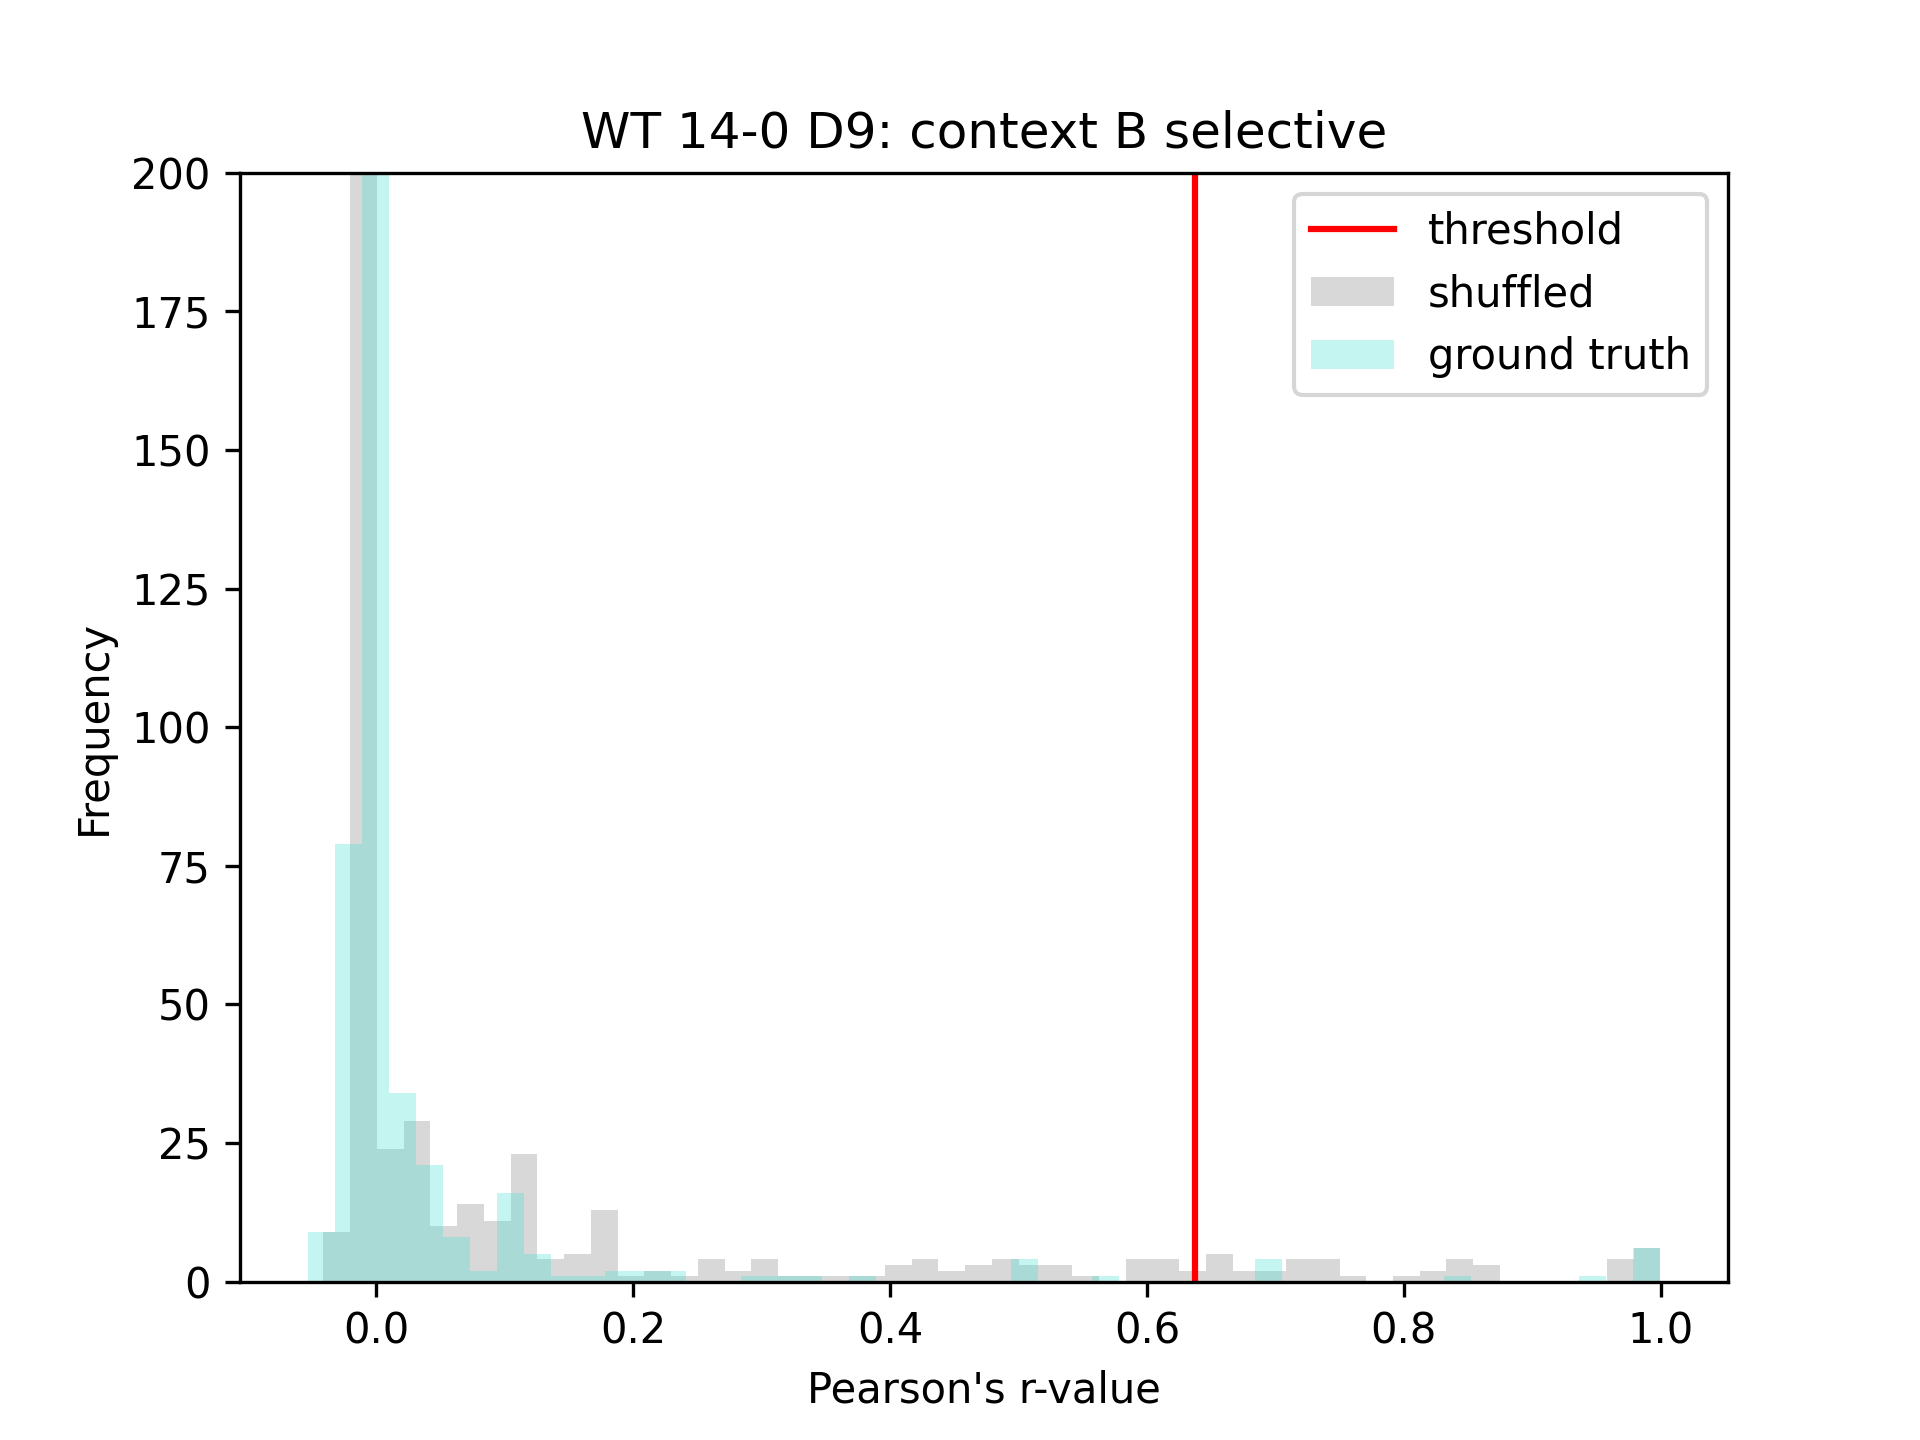 WT 14-0 D9: context B selective
200
175
150
125
100
75
50
25
0
Frequency
threshold
shuffled
ground truth
0.0 0.2 0.4 0.6 0.8 1.0
Pearson's r-value